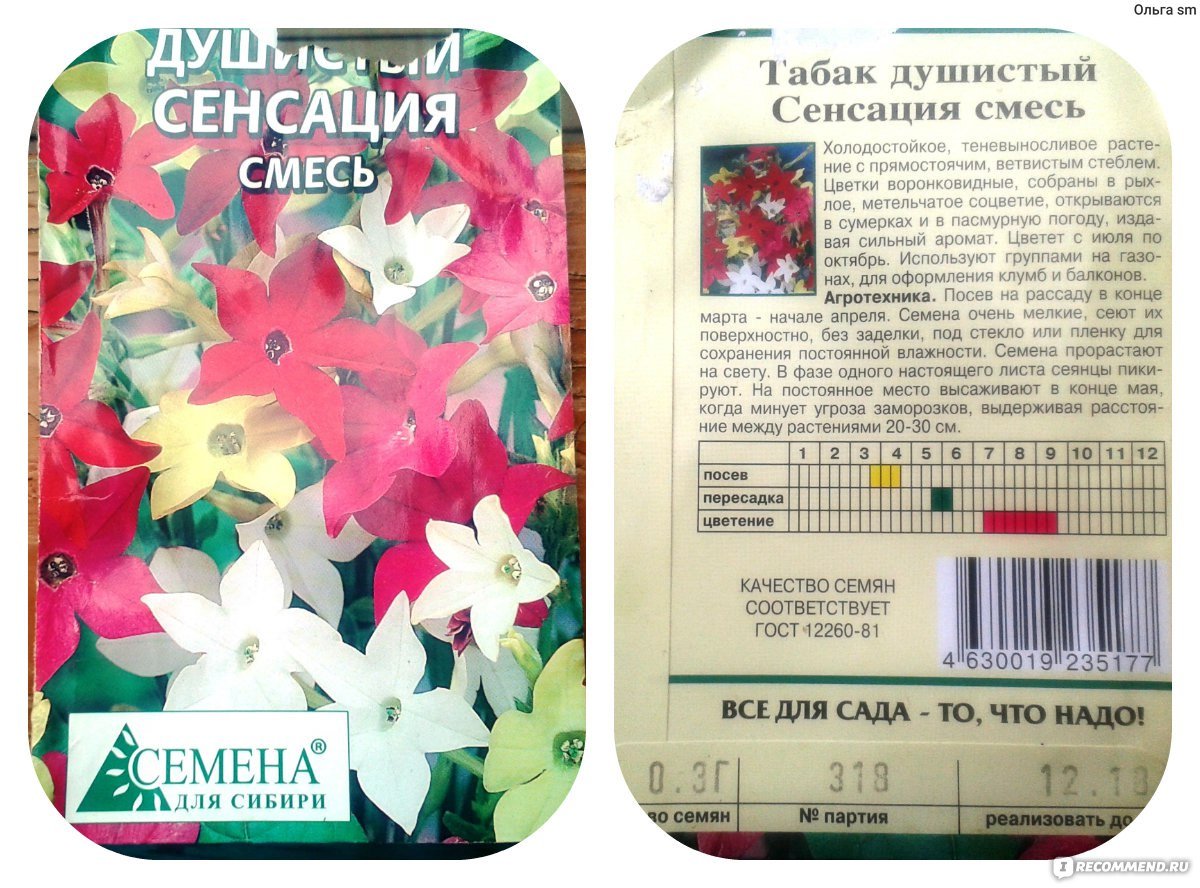 Ольга sm
ДУШИСТЫЙ
СЕНСАЦИЯ
СМЕСЬ
СЕМЕНА®
ДЛЯ СИБИРИ
Табак душистый
Сенсация смесь
Холодостойкое, теневыносливое расте-
ние с прямостоячим, ветвистым стеблем.
Цветки воронковидные, собраны в рых-
лое, метельчатое соцветие, открываются
в сумерках и в пасмурную погоду, изда-
вая сильный аромат. Цветет с июля по
октябрь. Используют группами на газо-
нах, для оформления клумб и балконов.
Агротехника. Посев на рассаду в конце
марта - начале апреля. Семена очень мелкие, сеют их
поверхностно, без заделки, под стекло или пленку для
сохранения постоянной влажности. Семена прорастают
на свету. В фазе одного настоящего листа сеянцы пики-
руют. На постоянное место высаживают в конце мая,
когда минует угроза заморозков, выдерживая расстоя-
ние между растениями 20-30 см.
1 2 3 4 5 6 7 8 9 10 11 12
посев
пересадка
цветение
КАЧЕСТВО СЕМЯН
СООТВЕТСТВУЕТ
ГОСТ 12260-81
4 630019 235177
ВСЕ ДЛЯ САДА - ТО, ЧТО НАДО!
0.3Г 318 12.18
во семян № партия реализовать до
IRECOMMEND.RU